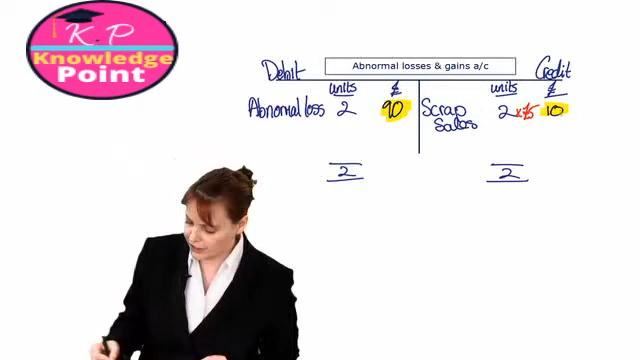 K.P
Knowledge
Point
Abnormal losses & gains a/c
Debit Credit
units £ units £
Abnormal loss 2 90 Scrap 2 x £5 10
Sales
2 2